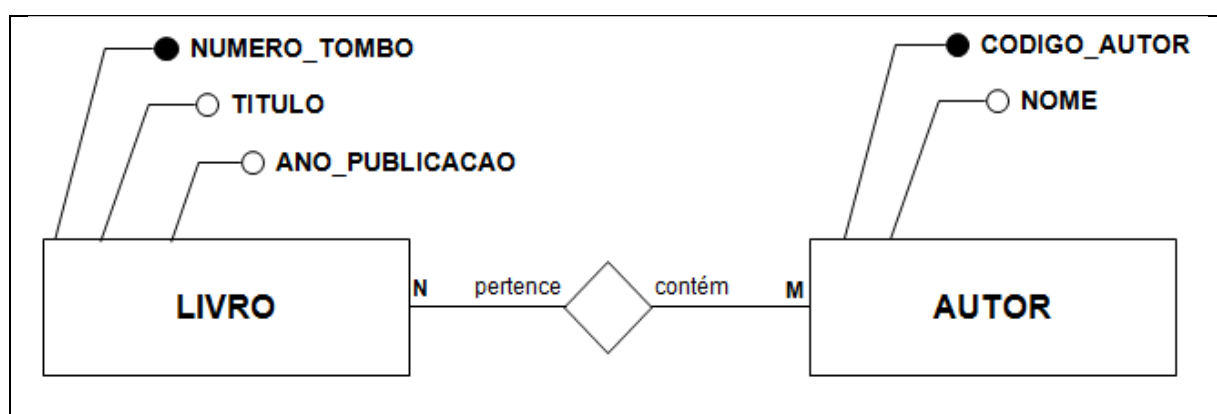 NUMERO_TOMBO
TITULO
ANO_PUBLICACAO
CODIGO_AUTOR
NOME
LIVRO
N
pertence
contém
M
AUTOR